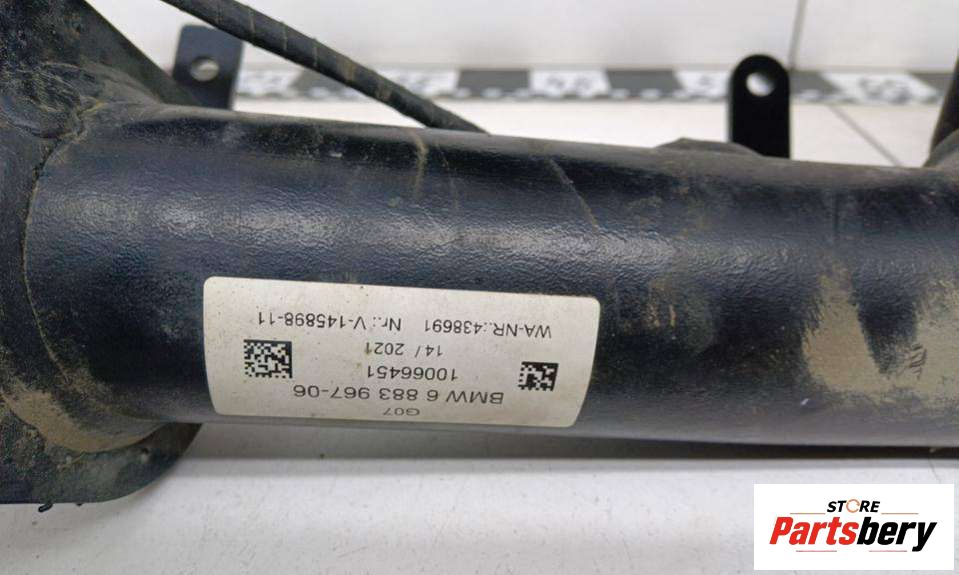 G07
BMW 6 883 967-06
10066451
14/ 2021
WA-NR.:438691 Nr.: V-145898-11
STORE
Partsbery